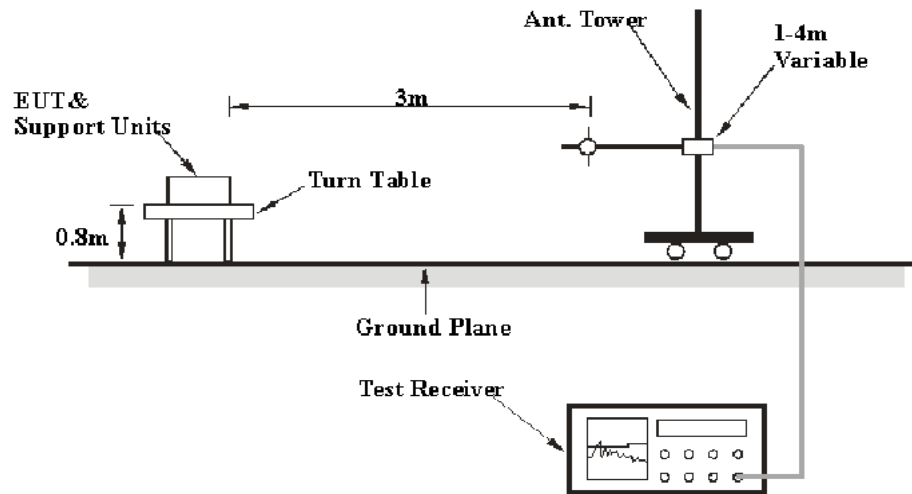 Ant. Tower
1-4m
Variable
EUT&
Support Units
3m
Turn Table
0.8m
Ground Plane
Test Receiver